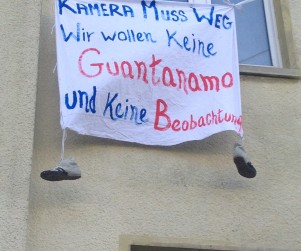 KAMERA MUSS WEG
Wir wollen Keine
Guantanamo
und Keine Beobachtung